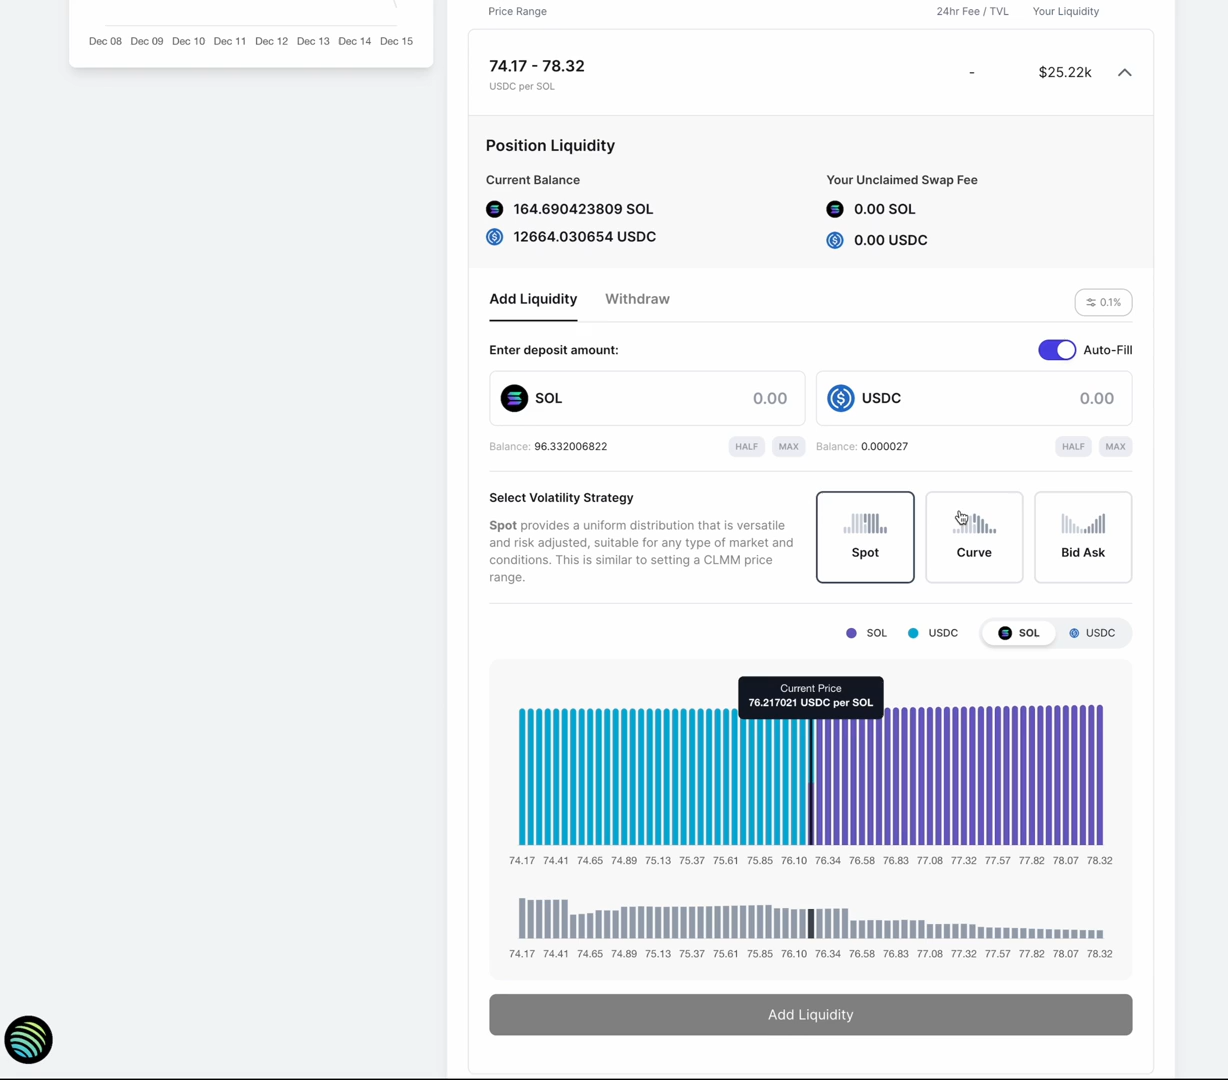 Price Range 24hr Fee / TVL Your Liquidity
Dec 08 Dec 09 Dec 10 Dec 11 Dec 12 Dec 13 Dec 14 Dec 15
74.17 - 78.32 - $25.22k
USDC per SOL
Position Liquidity
Current Balance Your Unclaimed Swap Fee
164.690423809 SOL 0.00 SOL
12664.030654 USDC 0.00 USDC
Add Liquidity Withdraw 0.1%
Enter deposit amount: Auto-Fill
SOL 0.00 USDC 0.00
Balance: 96.332006822 HALF MAX Balance: 0.000027 HALF MAX
Select Volatility Strategy
Spot provides a uniform distribution that is versatile
and risk adjusted, suitable for any type of market and
conditions. This is similar to setting a CLMM price
range.
Spot Curve Bid Ask
SOL USDC SOL USDC
Current Price
76.217021 USDC per SOL
74.17 74.41 74.65 74.89 75.13 75.37 75.61 75.85 76.10 76.34 76.58 76.83 77.08 77.32 77.57 77.82 78.07 78.32
74.17 74.41 74.65 74.89 75.13 75.37 75.61 75.85 76.10 76.34 76.58 76.83 77.08 77.32 77.57 77.82 78.07 78.32
Add Liquidity